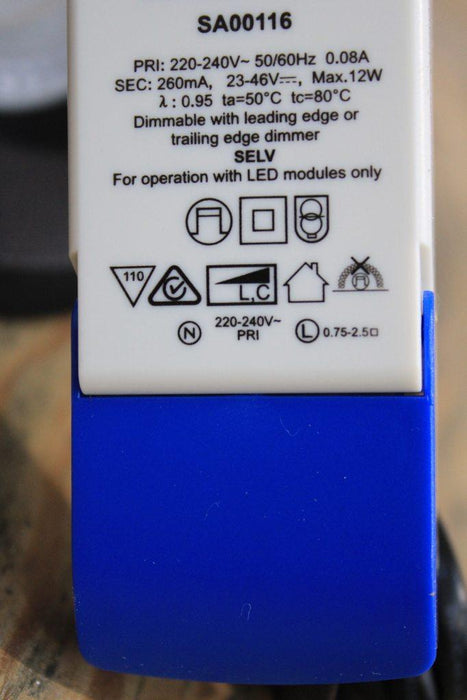 SA00116
PRI: 220-240V~ 50/60Hz 0.08A
SEC: 260mA, 23-46V⎓, Max.12W
λ : 0.95 ta=50°C tc=80°C
Dimmable with leading edge or
trailing edge dimmer
SELV
For operation with LED modules only
110
L,C
N 220-240V~ L 0.75-2.5□
PRI